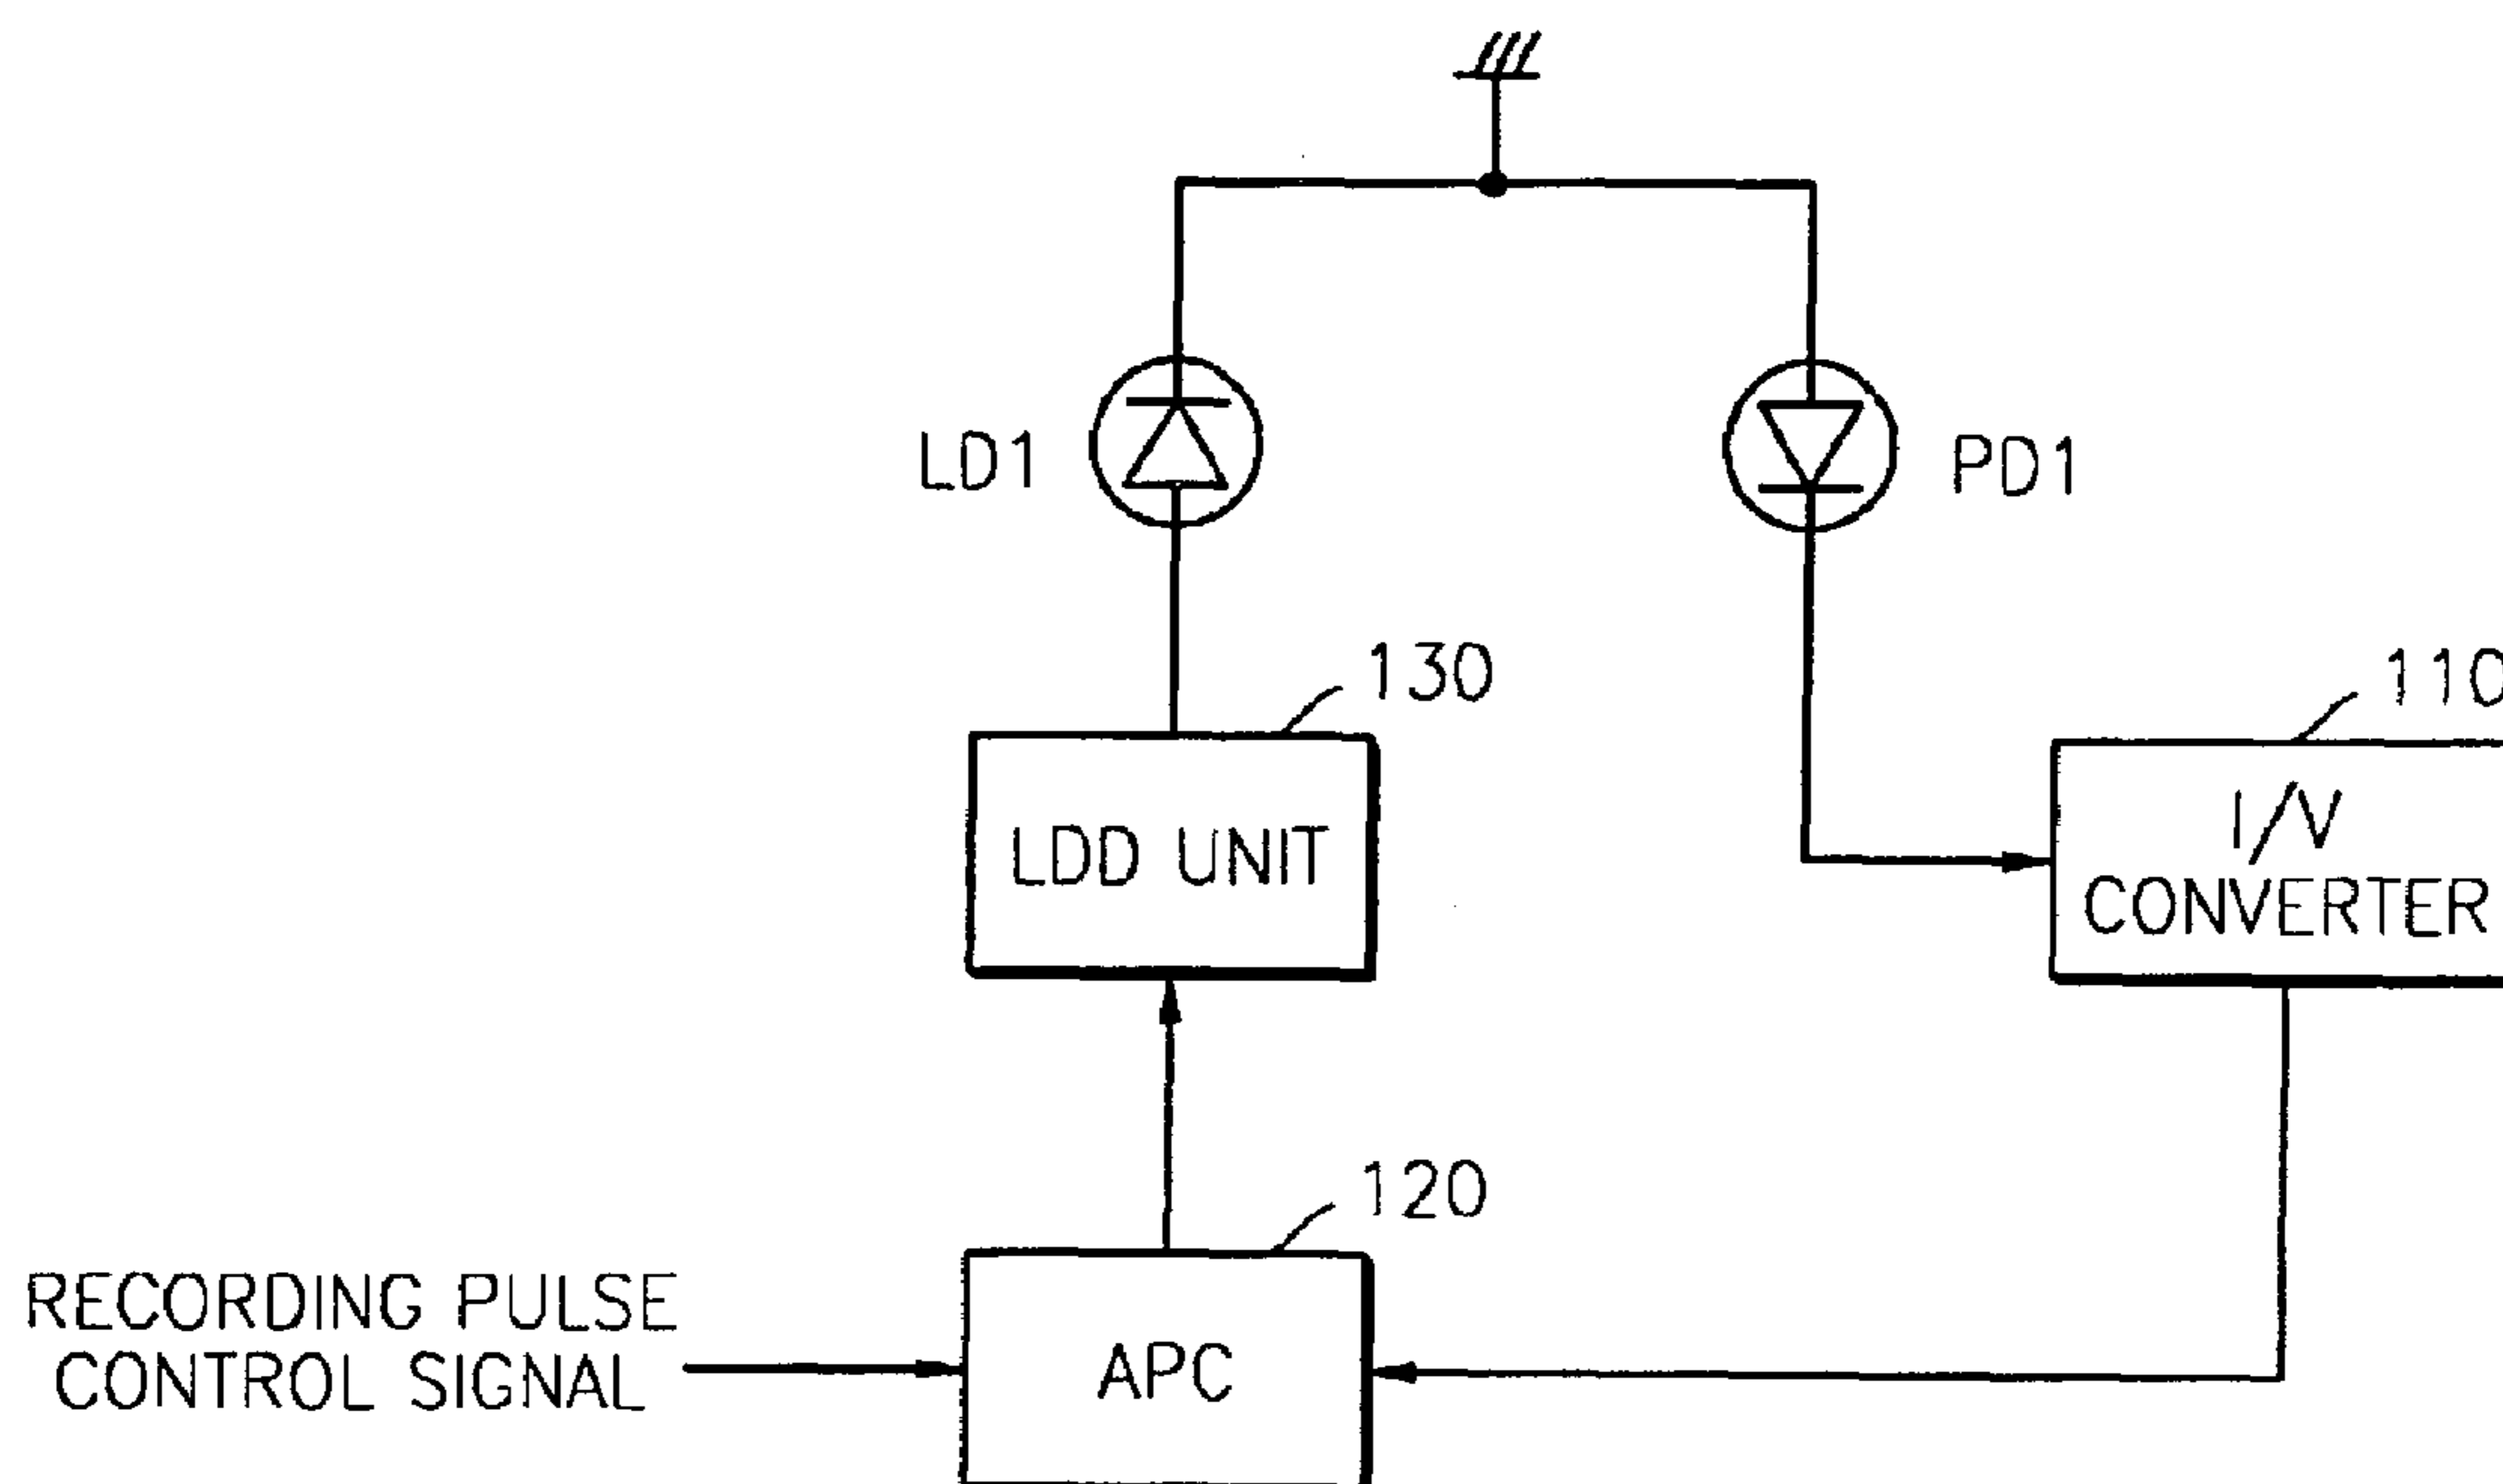 LD1
PD1
130
110
LDD UNIT
I/V
CONVERTER
120
RECORDING PULSE
CONTROL SIGNAL
APC